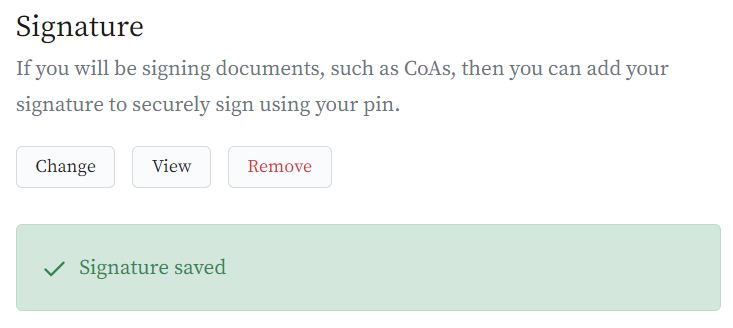 Signature
If you will be signing documents, such as CoAs, then you can add your
signature to securely sign using your pin.
Change View Remove
Signature saved